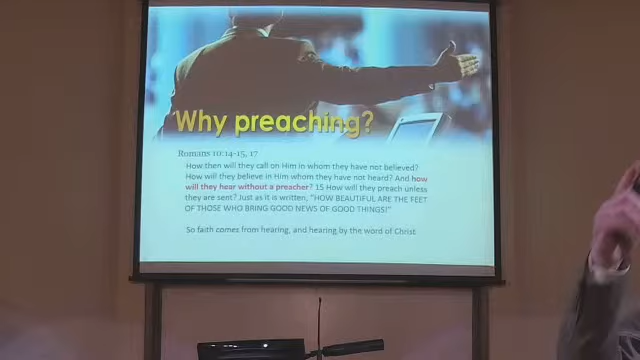 Why preaching?
Romans 10:14-15, 17
How then will they call on Him in whom they have not believed?
How will they believe in Him whom they have not heard? And how
will they hear without a preacher? 15 How will they preach unless
they are sent? Just as it is written, "HOW BEAUTIFUL ARE THE FEET
OF THOSE WHO BRING GOOD NEWS OF GOOD THINGS!"
So faith comes from hearing, and hearing by the word of Christ